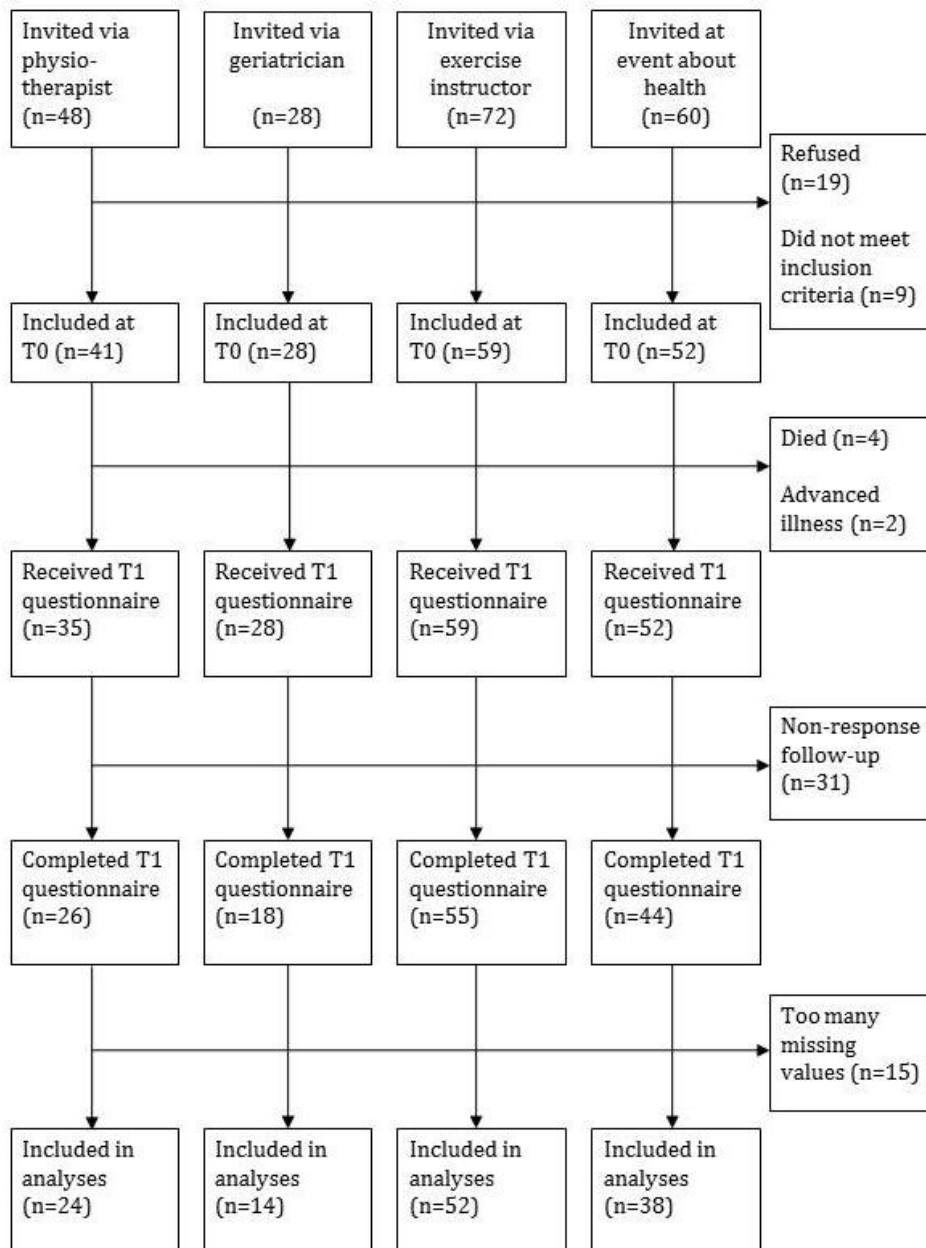 Invited via
physio-
therapist
(n=48)
Invited via
geriatrician
(n=28)
Invited via
exercise
instructor
(n=72)
Invited at
event about
health
(n=60)
Refused
(n=19)
Did not meet
inclusion
criteria (n=9)
Included at
T0 (n=41)
Included at
T0 (n=28)
Included at
T0 (n=59)
Included at
T0 (n=52)
Died (n=4)
Advanced
illness (n=2)
Received T1
questionnaire
(n=35)
Received T1
questionnaire
(n=28)
Received T1
questionnaire
(n=59)
Received T1
questionnaire
(n=52)
Non-response
follow-up
(n=31)
Completed T1
questionnaire
(n=26)
Completed T1
questionnaire
(n=18)
Completed T1
questionnaire
(n=55)
Completed T1
questionnaire
(n=44)
Too many
missing
values (n=15)
Included in
analyses
(n=24)
Included in
analyses
(n=14)
Included in
analyses
(n=52)
Included in
analyses
(n=38)